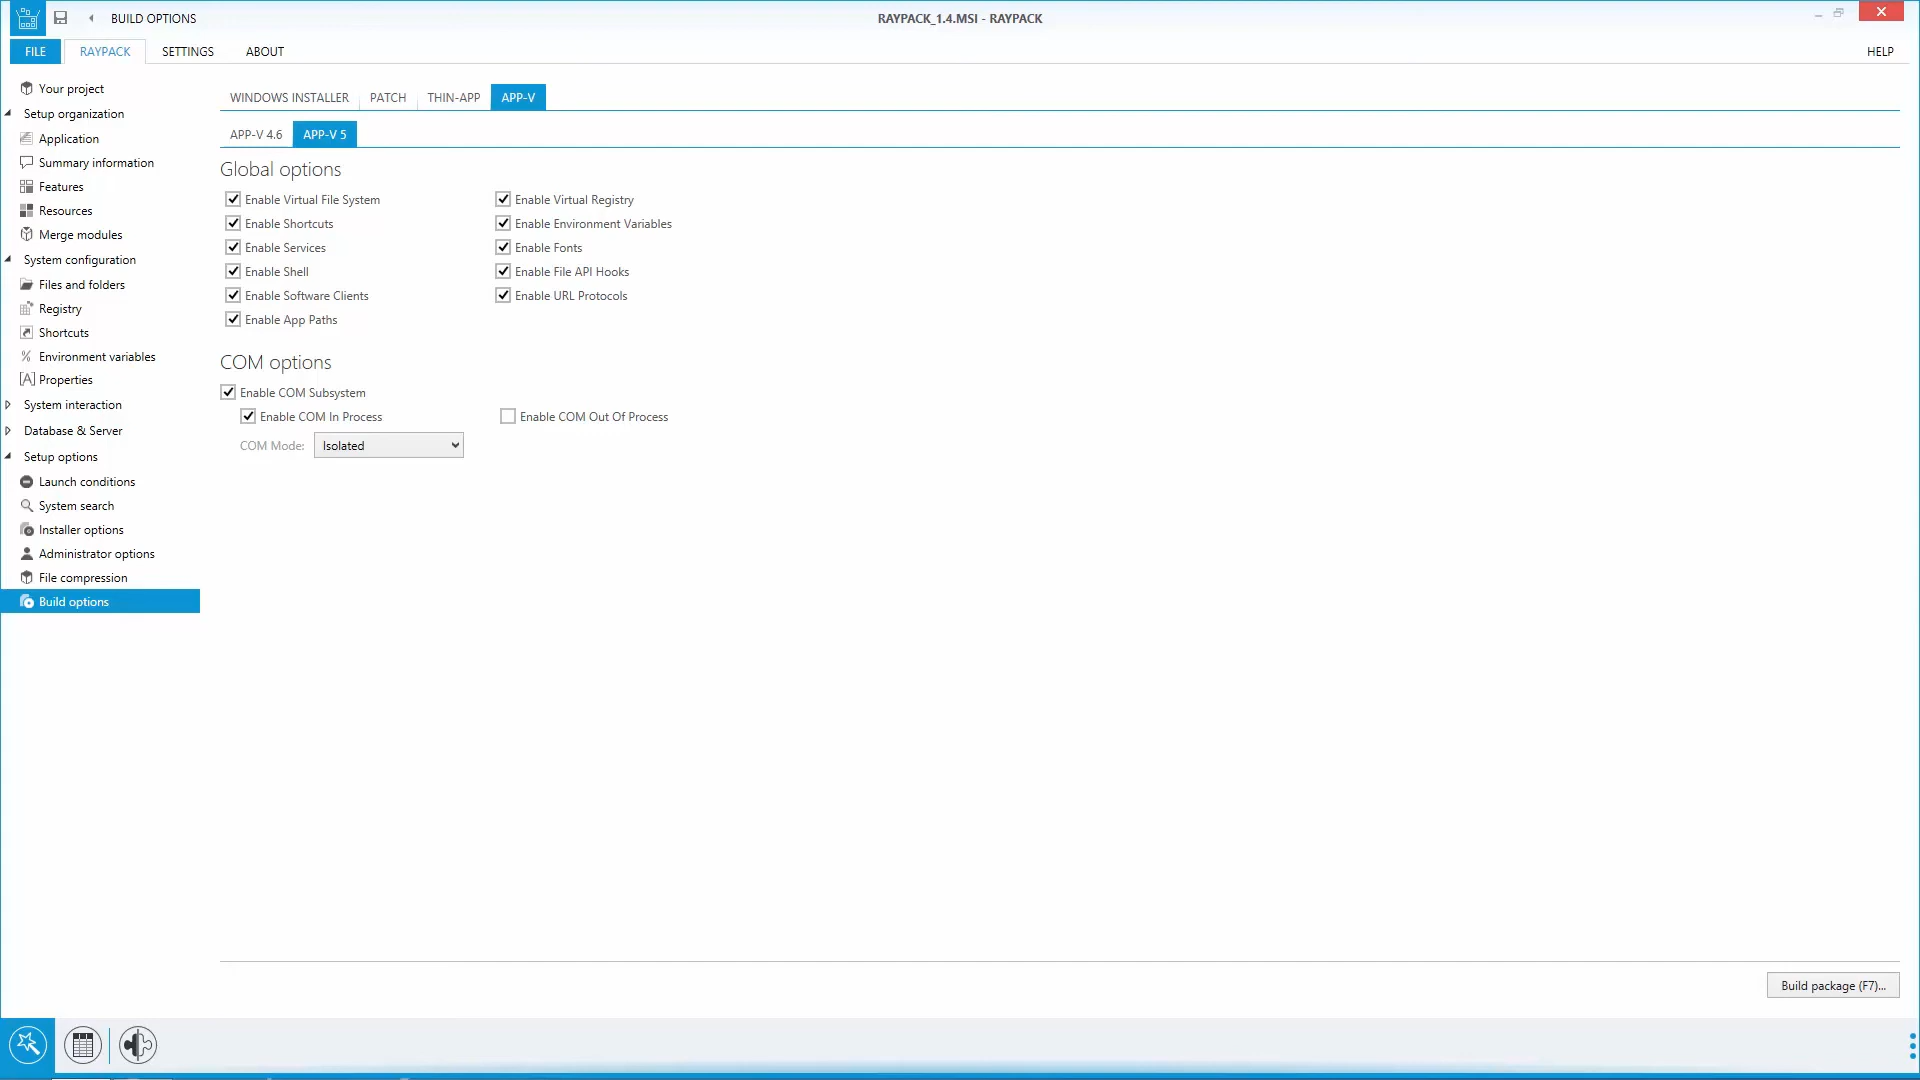 BUILD OPTIONS
RAYPACK_1.4.MSI - RAYPACK
FILE RAYPACK SETTINGS ABOUT HELP
Your project
Setup organization
Application
Summary information
Features
Resources
Merge modules
System configuration
Files and folders
Registry
Shortcuts
Environment variables
Properties
System interaction
Database & Server
Setup options
Launch conditions
System search
Installer options
Administrator options
File compression
Build options
WINDOWS INSTALLER PATCH THIN-APP APP-V
APP-V 4.6 APP-V 5
Global options
Enable Virtual File System Enable Virtual Registry
Enable Shortcuts Enable Environment Variables
Enable Services Enable Fonts
Enable Shell Enable File API Hooks
Enable Software Clients Enable URL Protocols
Enable App Paths
COM options
Enable COM Subsystem
Enable COM In Process Enable COM Out Of Process
COM Mode: Isolated
Build package (F7)...